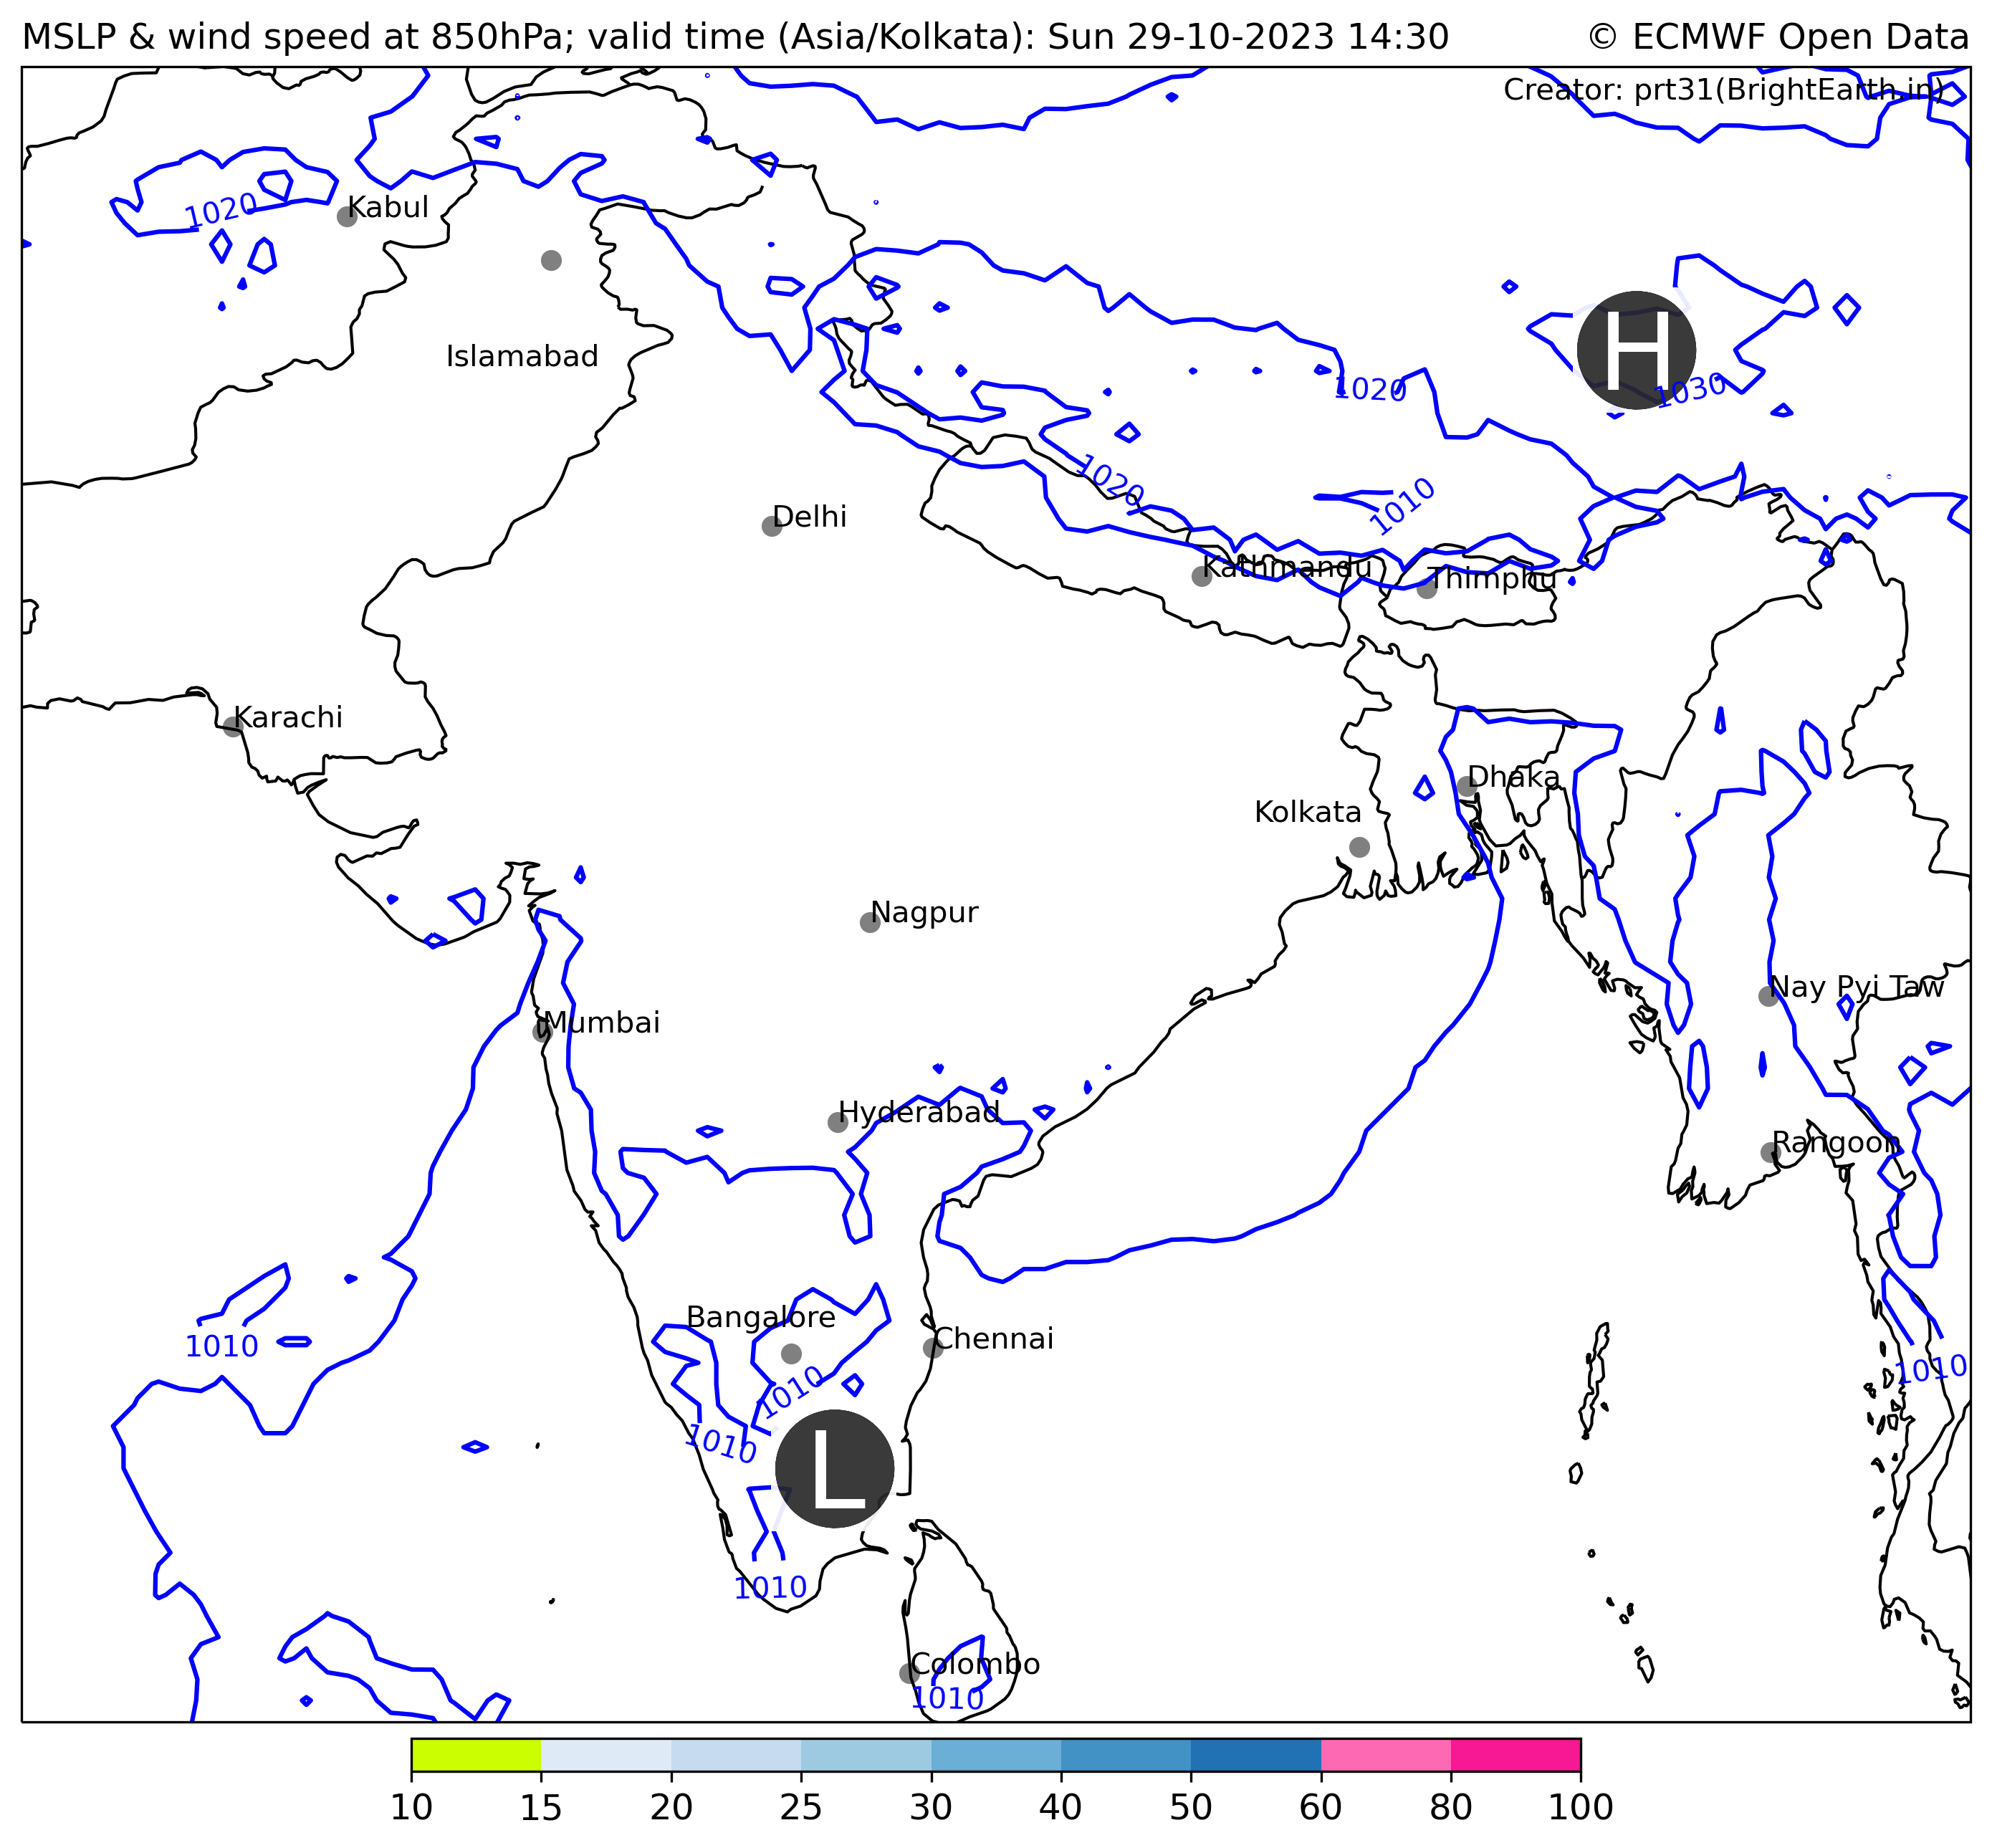 MSLP & wind speed at 850hPa; valid time (Asia/Kolkata): Sun 29-10-2023 14:30 © ECMWF Open Data
Creator: prt31(BrightEarth.in)
1020 Kabul
H
Islamabad
1020 1030
1020
1010
Delhi
Kathmandu
Thimphu
Karachi
Dhaka
Kolkata
Nagpur
Nay Pyi Taw
Mumbai
Hyderabad
Rangoon
Bangalore
1010 Chennai
1010
1010
1010
L
1010
Colombo
1010
10 15 20 25 30 40 50 60 80 100